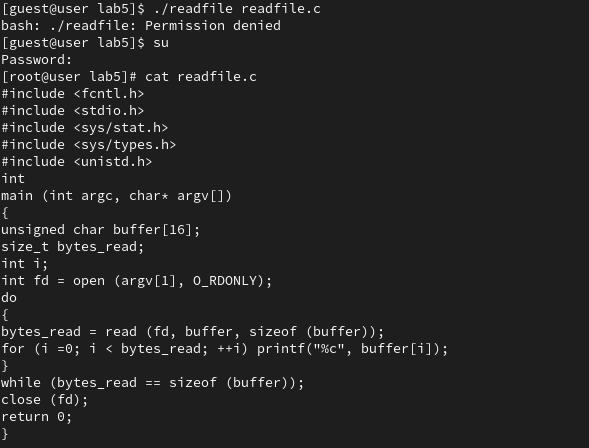 [guest@user lab5]$ ./readfile readfile.c
bash: ./readfile: Permission denied
[guest@user lab5]$ su
Password:
[root@user lab5]# cat readfile.c
#include <fcntl.h>
#include <stdio.h>
#include <sys/stat.h>
#include <sys/types.h>
#include <unistd.h>
int
main (int argc, char* argv[])
{
unsigned char buffer[16];
size_t bytes_read;
int i;
int fd = open (argv[1], O_RDONLY);
do
{
bytes_read = read (fd, buffer, sizeof (buffer));
for (i =0; i < bytes_read; ++i) printf("%c", buffer[i]);
}
while (bytes_read == sizeof (buffer));
close (fd);
return 0;
}